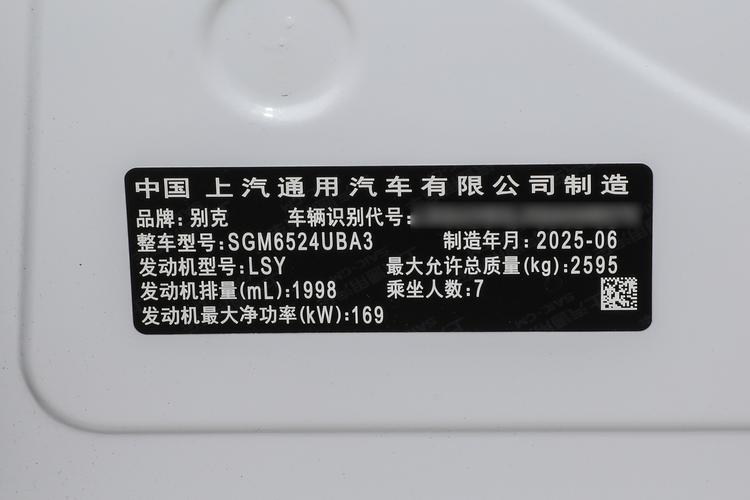 中国 上汽通用汽车有限公司制造
品牌: 别克 车辆识别代号:
整车型号:SGM6524UBA3 制造年月: 2025-06
发动机型号:LSY 最大允许总质量(kg):2595
发动机排量(mL):1998 乘坐人数:7
发动机最大净功率(kW):169